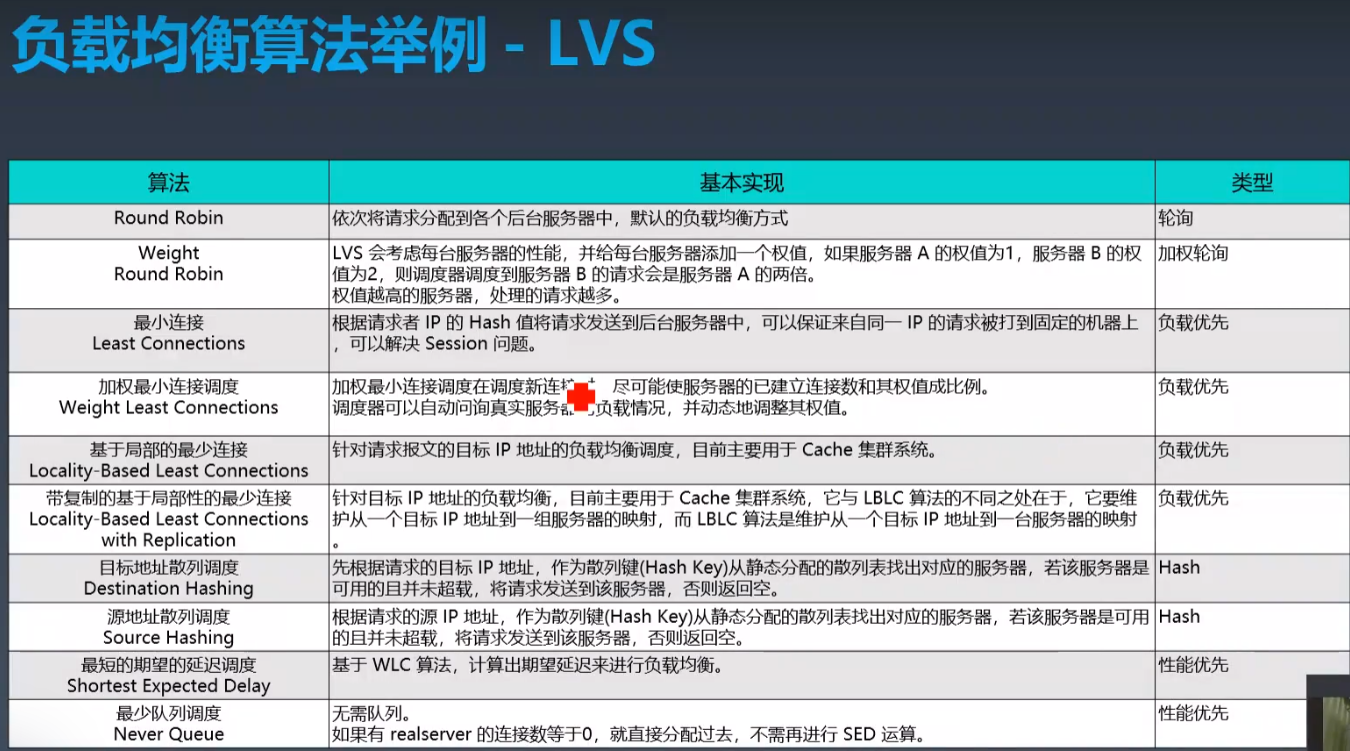 负载均衡算法举例 - LVS
算法 基本实现 类型
Round Robin 依次将请求分配到各个后台服务器中，默认的负载均衡方式 轮询
Weight
Round Robin
LVS 会考虑每台服务器的性能，并给每台服务器添加一个权值，如果服务器 A 的权值为1，服务器 B 的权
值为2，则调度器调度到服务器 B 的请求会是服务器 A 的两倍。
权值越高的服务器，处理的请求越多。
加权轮询
最小连接
Least Connections
根据请求者 IP 的 Hash 值将请求发送到后台服务器中，可以保证来自同一 IP 的请求被打到固定的机器上
，可以解决 Session 问题。
负载优先
加权最小连接调度
Weight Least Connections
加权最小连接调度在调度新连 尽可能使服务器的已建立连接数和其权值成比例。
调度器可以自动问询真实服务 负载情况，并动态地调整其权值。
负载优先
基于局部的最少连接
Locality-Based Least Connections
针对请求报文的目标 IP 地址的负载均衡调度，目前主要用于 Cache 集群系统。
负载优先
带复制的基于局部性的最少连接
Locality-Based Least Connections
with Replication
针对目标 IP 地址的负载均衡，目前主要用于 Cache 集群系统，它与 LBLC 算法的不同之处在于，它要维
护从一个目标 IP 地址到一组服务器的映射，而 LBLC 算法是维护从一个目标 IP 地址到一台服务器的映射
。
负载优先
目标地址散列调度
Destination Hashing
先根据请求的目标 IP 地址，作为散列键(Hash Key)从静态分配的散列表找出对应的服务器，若该服务器是
可用的且并未超载，将请求发送到该服务器，否则返回空。
Hash
源地址散列调度
Source Hashing
根据请求的源 IP 地址，作为散列键(Hash Key)从静态分配的散列表找出对应的服务器，若该服务器是可用
的且并未超载，将请求发送到该服务器，否则返回空。
Hash
最短的期望的延迟调度
Shortest Expected Delay
基于 WLC 算法，计算出期望延迟来进行负载均衡。
性能优先
最少队列调度
Never Queue
无需队列。
如果有 realserver 的连接数等于0，就直接分配过去，不需再进行 SED 运算。
性能优先